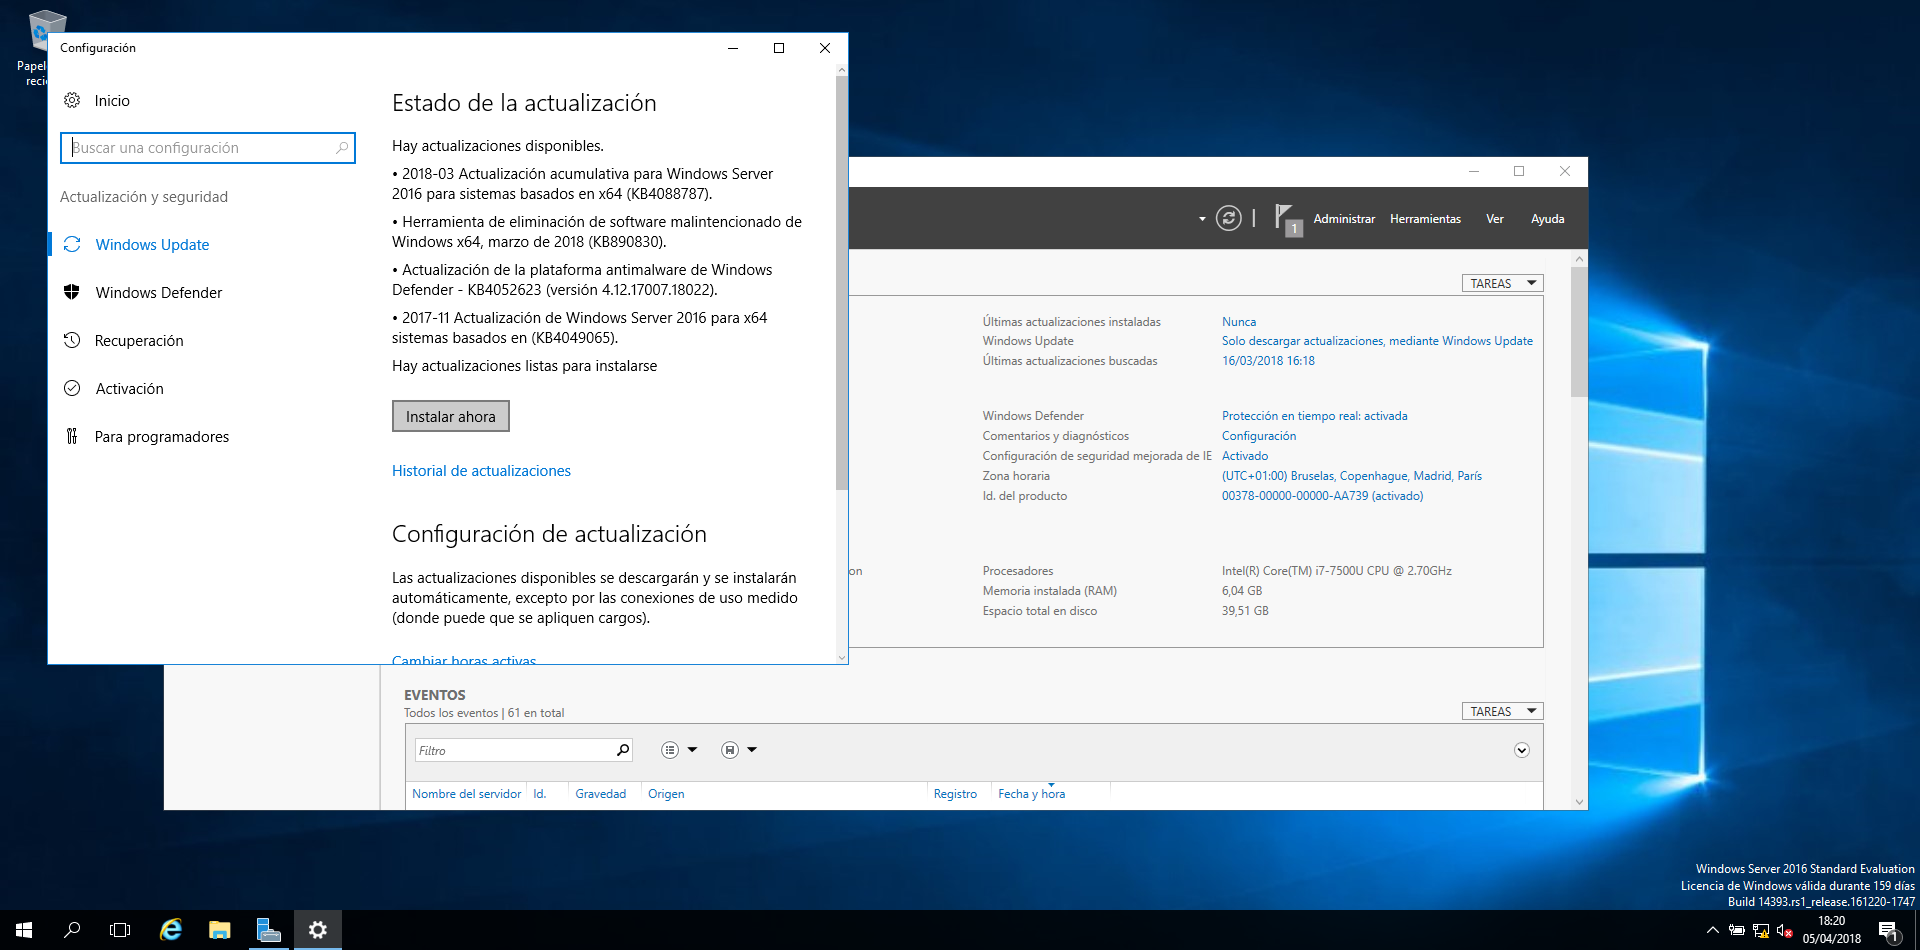 Papel
reci
Configuración
Inicio
Buscar una configuración
Actualización y seguridad
Windows Update
Windows Defender
Recuperación
Activación
Para programadores
Estado de la actualización
Hay actualizaciones disponibles.
• 2018-03 Actualización acumulativa para Windows Server
2016 para sistemas basados en x64 (KB4088787).
• Herramienta de eliminación de software malintencionado de
Windows x64, marzo de 2018 (KB890830).
• Actualización de la plataforma antimalware de Windows
Defender - KB4052623 (versión 4.12.17007.18022).
• 2017-11 Actualización de Windows Server 2016 para x64
sistemas basados en (KB4049065).
Hay actualizaciones listas para instalarse
Instalar ahora
Historial de actualizaciones
Configuración de actualización
Las actualizaciones disponibles se descargarán y se instalarán
automáticamente, excepto por las conexiones de uso medido
(donde puede que se apliquen cargos).
Cambiar horas activas
1 Administrar Herramientas Ver Ayuda
TAREAS
Últimas actualizaciones instaladas Nunca
Windows Update Solo descargar actualizaciones, mediante Windows Update
Últimas actualizaciones buscadas 16/03/2018 16:18
Windows Defender Protección en tiempo real: activada
Comentarios y diagnósticos Configuración
Configuración de seguridad mejorada de IE Activado
Zona horaria (UTC+01:00) Bruselas, Copenhague, Madrid, París
Id. del producto 00378-00000-00000-AA739 (activado)
on Procesadores Intel(R) Core(TM) i7-7500U CPU @ 2.70GHz
Memoria instalada (RAM) 6,04 GB
Espacio total en disco 39,51 GB
EVENTOS
Todos los eventos | 61 en total
TAREAS
Filtro
Nombre del servidor Id. Gravedad Origen Registro Fecha y hora
Windows Server 2016 Standard Evaluation
Licencia de Windows válida durante 159 días
Build 14393.rs1_release.161220-1747
18:20
05/04/2018
1